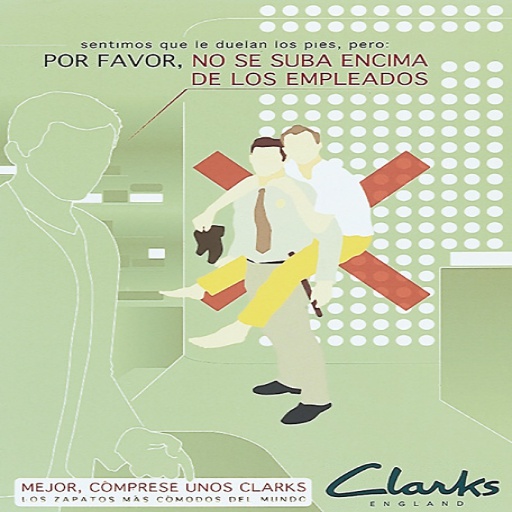 sentimos que le duelan los pies, pero:
POR FAVOR, NO SE SUBA ENCIMA
DE LOS EMPLEADOS
MEJOR, CÓMPRESE UNOS CLARKS
LOS ZAPATOS MÁS CÓMODOS DEL MUNDO
Clarks
ENGLAND